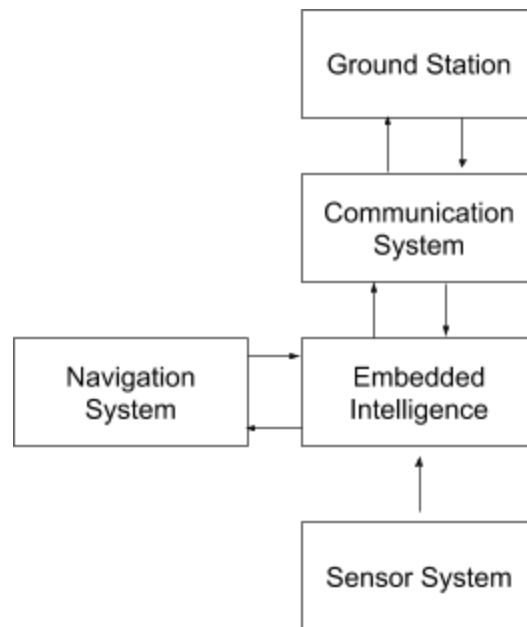 Ground Station
Communication
System
Navigation
System
Embedded
Intelligence
Sensor System